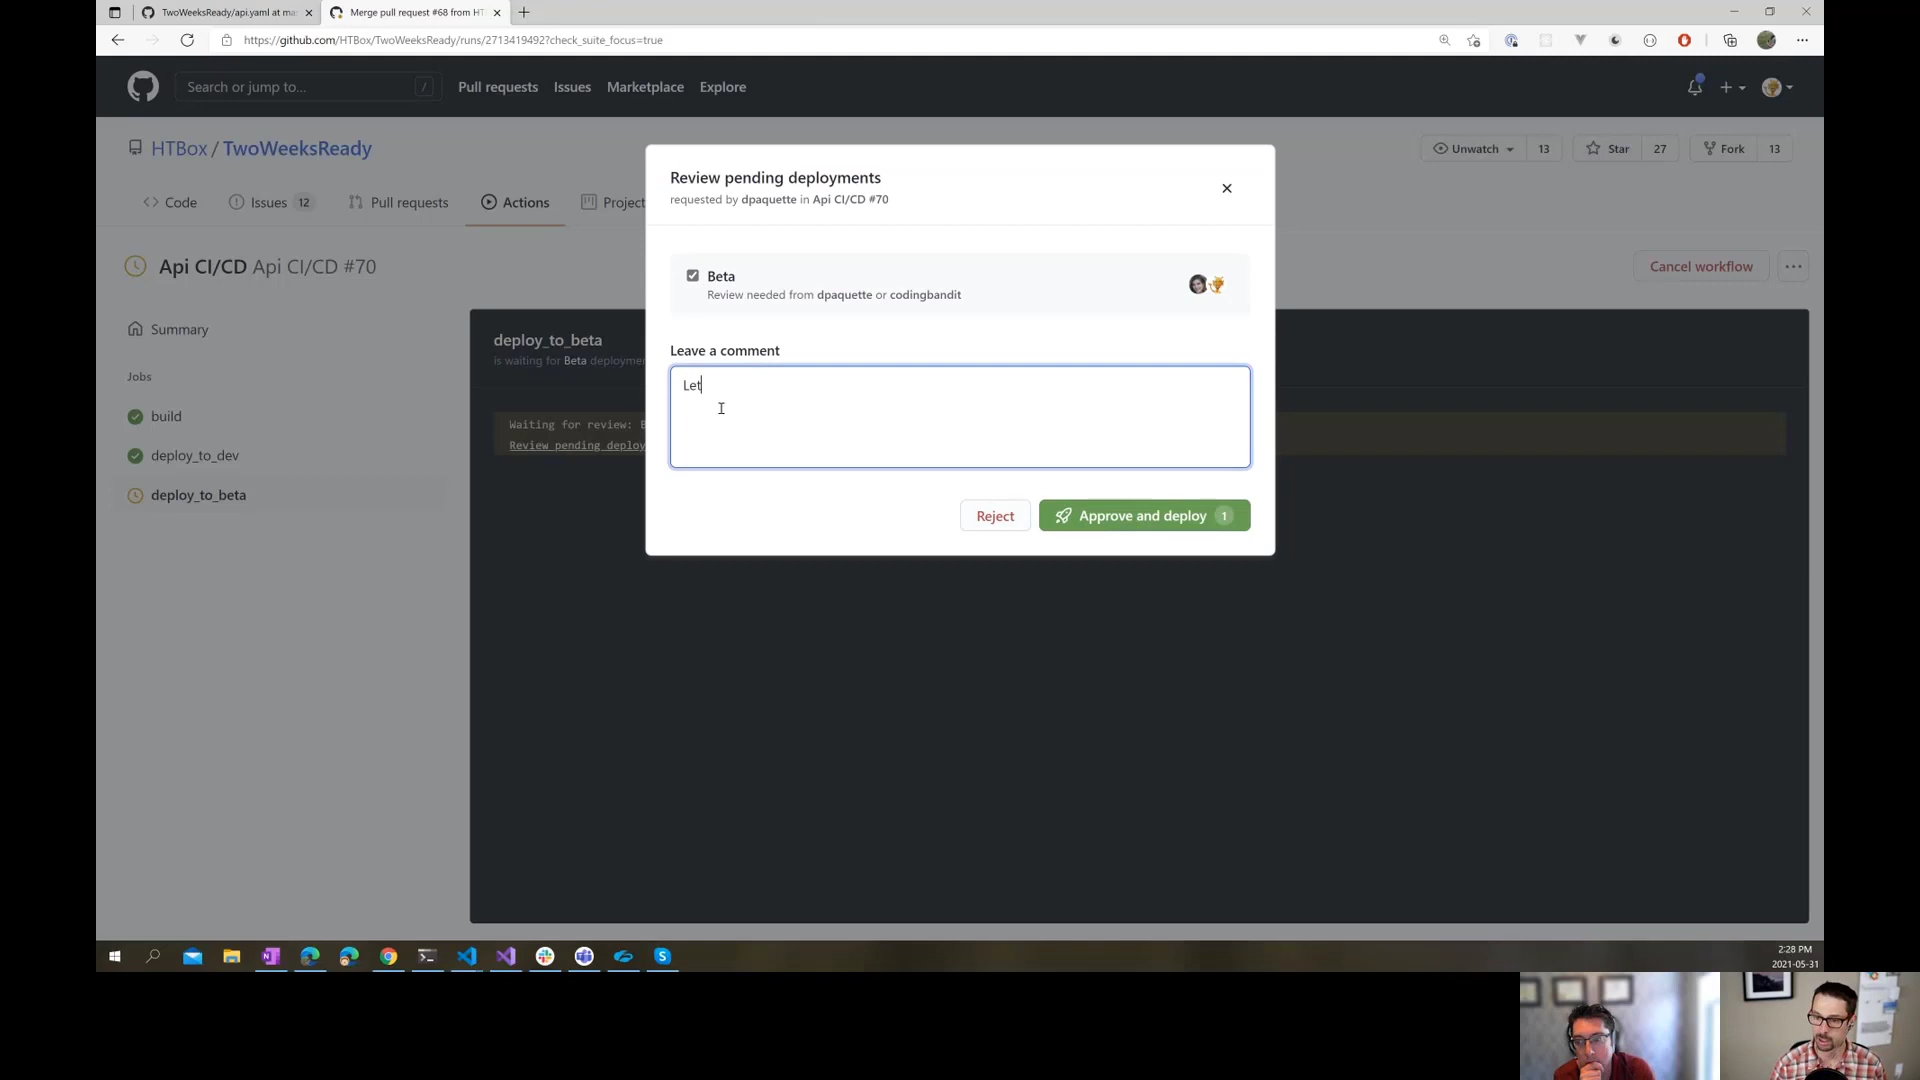 TwoWeeksReady/api.yaml at ma
Merge pull request #68 from HT
https://github.com/HTBox/TwoWeeksReady/runs/2713419492?check_suite_focus=true
Search or jump to...
/
Pull requests
Issues
Marketplace
Explore
HTBox / TwoWeeksReady
Unwatch
13
Star
27
Fork
13
Code
Issues 12
Pull requests
Actions
Project
Api CI/CD Api CI/CD #70
Cancel workflow
Summary
Jobs
build
deploy_to_dev
deploy_to_beta
deploy_to_beta
is waiting for Beta deploymen
Waiting for review: B
Review pending deploy
Review pending deployments
requested by dpaquette in Api CI/CD #70
Beta
Review needed from dpaquette or codingbandit
Leave a comment
Let
Reject
Approve and deploy 1
2:28 PM
2021-05-31